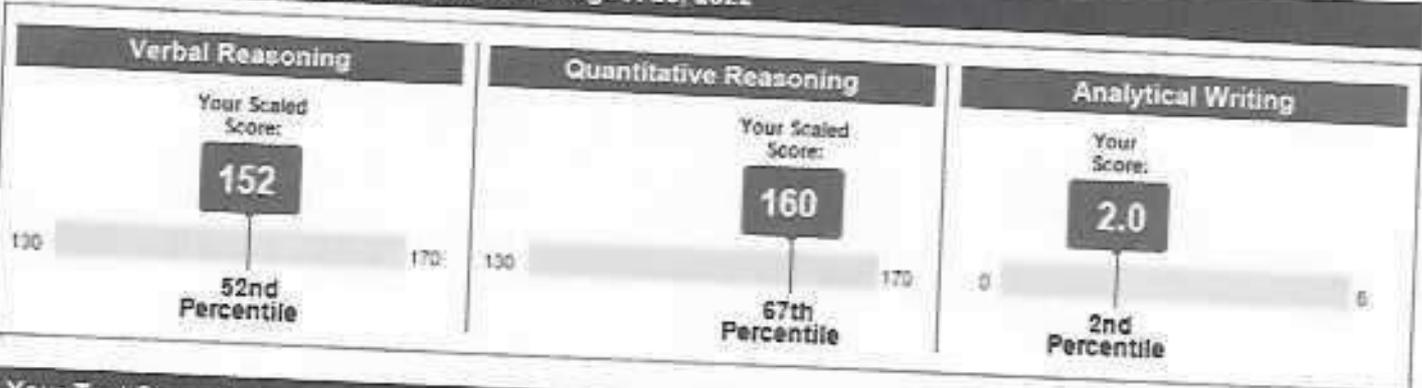 2022
Verbal Reasoning
Your Scaled
Score:
152
130
170
52nd
Percentile
Quantitative Reasoning
Your Scaled
Score:
160
130
170
67th
Percentile
Analytical Writing
Your
Score:
2.0
0
6
2nd
Percentile